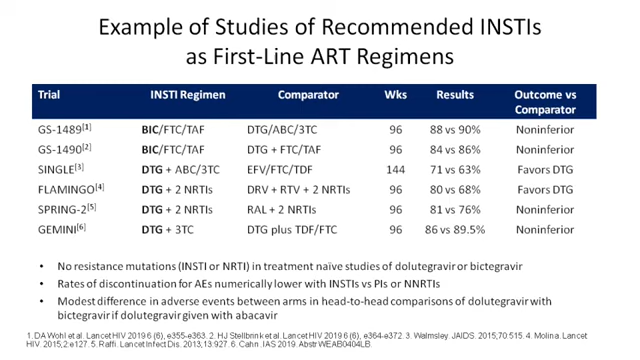 Example of Studies of Recommended INSTIs
as First-Line ART Regimens
Trial INSTI Regimen Comparator Wks Results Outcome vs
Comparator
GS-1489[1] BIC/FTC/TAF DTG/ABC/3TC 96 88 vs 90% Noninferior
GS-1490[2] BIC/FTC/TAF DTG + FTC/TAF 96 84 vs 86% Noninferior
SINGLE[3] DTG + ABC/3TC EFV/FTC/TDF 144 71 vs 63% Favors DTG
FLAMINGO[4] DTG + 2 NRTIs DRV + RTV + 2 NRTIs 96 80 vs 68% Favors DTG
SPRING-2[5] DTG + 2 NRTIs RAL + 2 NRTIs 96 81 vs 76% Noninferior
GEMINI[6] DTG + 3TC DTG plus TDF/FTC 96 86 vs 89.5% Noninferior
• No resistance mutations (INSTI or NRTI) in treatment naïve studies of dolutegravir or bictegravir
• Rates of discontinuation for AEs numerically lower with INSTIs vs PIs or NNRTIs
• Modest difference in adverse events between arms in head-to-head comparisons of dolutegravir with
bictegravir if dolutegravir given with abacavir
1. DA Wohl et al. Lancet HIV 2019 6 (6), e355-e363. 2. HJ Stellbrink et al. Lancet HIV 2019 6 (6), e364-e372. 3. Walmsley. JAIDS. 2015;70:515. 4. Molina. Lancet
HIV. 2015;2:e127. 5. Raffi. Lancet Infect Dis. 2013;13:927. 6. Cahn. IAS 2019. Abstr WEAB0404LB.